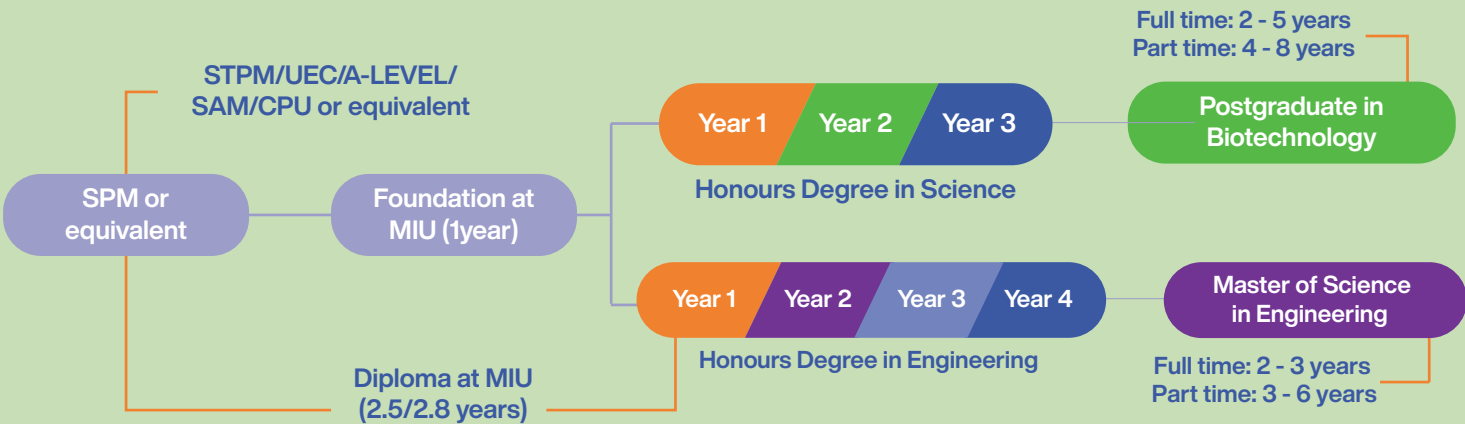 STPM/UEC/A-LEVEL/
SAM/CPU or equivalent
SPM or
equivalent
Foundation at
MIU (1year)
Diploma at MIU
(2.5/2.8 years)
Year 1
Year 2
Year 3
Honours Degree in Science
Full time: 2 - 5 years
Part time: 4 - 8 years
Postgraduate in
Biotechnology
Year 1
Year 2
Year 3
Year 4
Honours Degree in Engineering
Master of Science
in Engineering
Full time: 2 - 3 years
Part time: 3 - 6 years